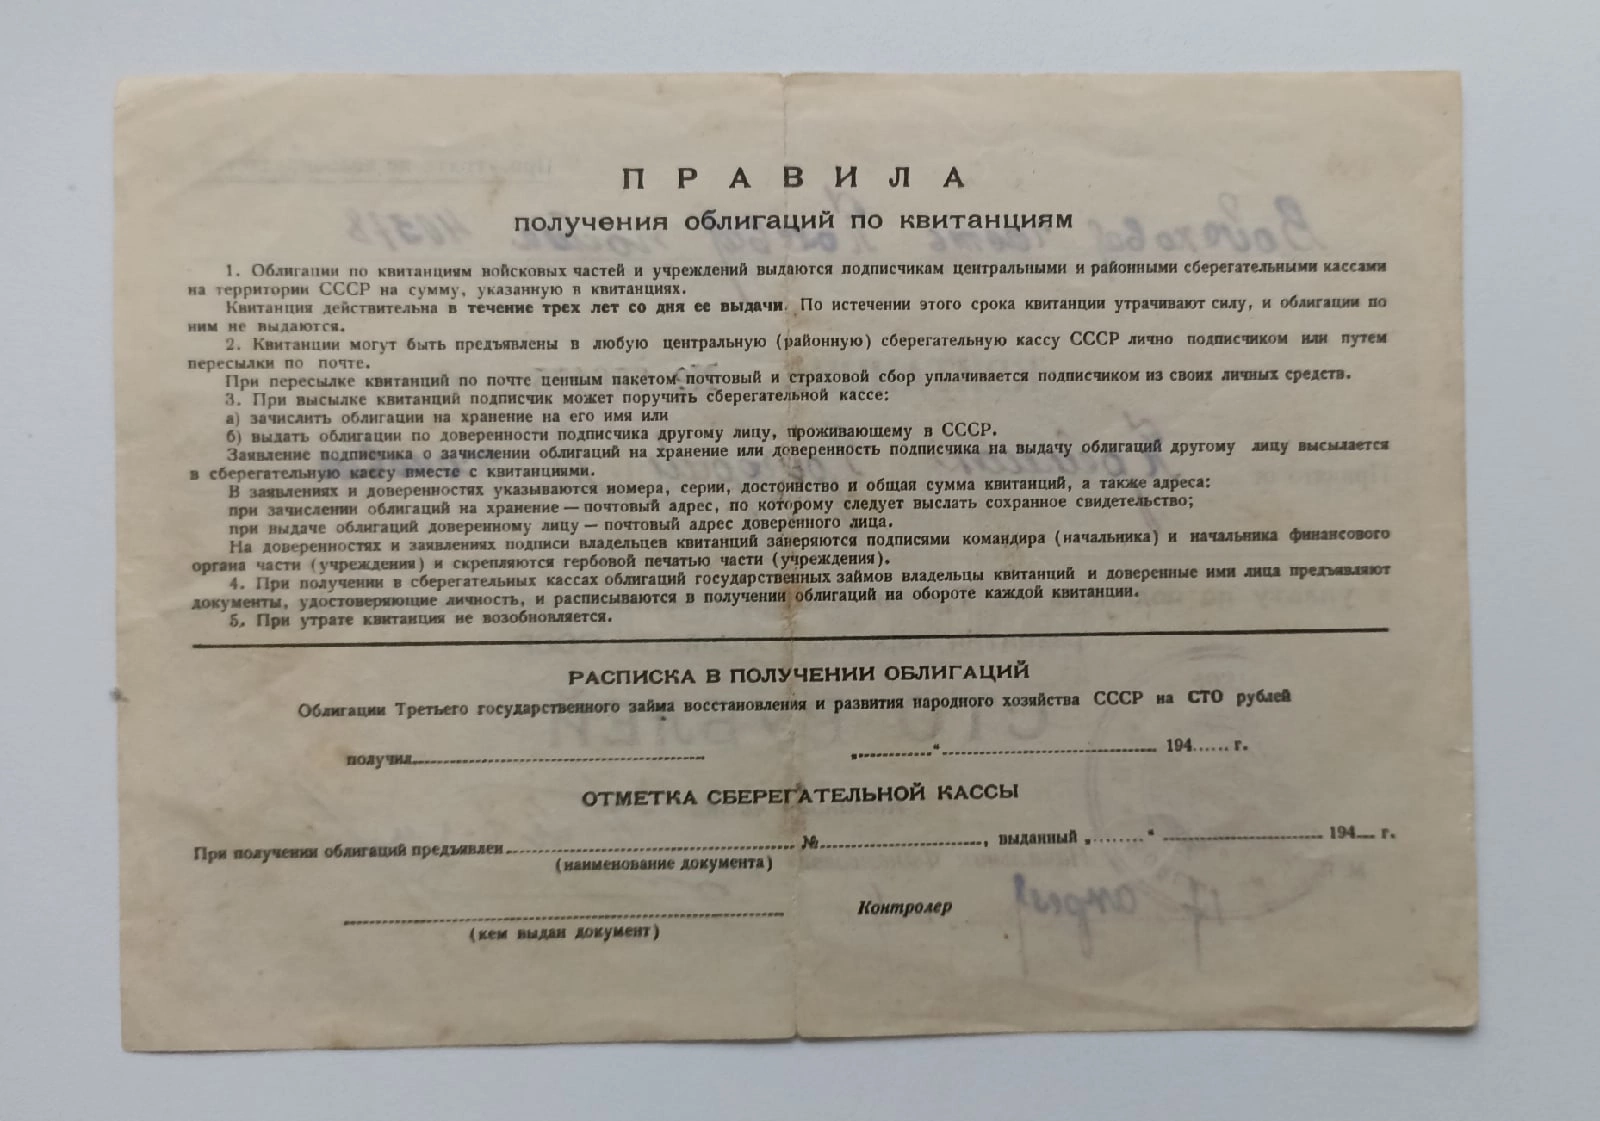 ПРАВИЛА
получения облигаций по квитанциям
1. Облигации по квитанциям войсковых частей и учреждений выдаются подписчикам центральными и районными сберегательными кассами
на территории СССР на сумму, указанную в квитанциях.
Квитанция действительна в течение трех лет со дня ее выдачи. По истечении этого срока квитанции утрачивают силу, и облигации по
ним не выдаются.
2. Квитанции могут быть предъявлены в любую центральную (районную) сберегательную кассу СССР лично подписчиком или путем
пересылки по почте.
При пересылке квитанций по почте ценным пакетом почтовый и страховой сбор уплачивается подписчиком из своих личных средств.
3. При высылке квитанций подписчик может поручить сберегательной кассе:
а) зачислить облигации на хранение на его имя или
б) выдать облигации по доверенности подписчика другому лицу, проживающему в СССР.
Заявление подписчика о зачислении облигаций на хранение или доверенность подписчика на выдачу облигаций другому лицу высылается
в сберегательную кассу вместе с квитанциями.
В заявлениях и доверенностях указываются номера, серии, достоинство и общая сумма квитанций, а также адреса:
при зачислении облигаций на хранение — почтовый адрес, по которому следует выслать сохранное свидетельство;
при выдаче облигаций доверенному лицу — почтовый адрес доверенного лица.
На доверенностях и заявлениях подписи владельцев квитанций заверяются подписями командира (начальника) и начальника финансового
органа части (учреждения) и скрепляются гербовой печатью части (учреждения).
4. При получении в сберегательных кассах облигаций государственных займов владельцы квитанций и доверенные ими лица предъявляют
документы, удостоверяющие личность, и расписываются в получении облигаций на обороте каждой квитанции.
5. При утрате квитанция не возобновляется.
РАСПИСКА В ПОЛУЧЕНИИ ОБЛИГАЦИЙ
Облигации Третьего государственного займа восстановления и развития народного хозяйства СССР на СТО рублей
получил „ “ 194 г.
ОТМЕТКА СБЕРЕГАТЕЛЬНОЙ КАССЫ
При получении облигаций предъявлен № , выданный „ “ 194 г.
(наименование документа)
Контролер
(кем выдан документ)